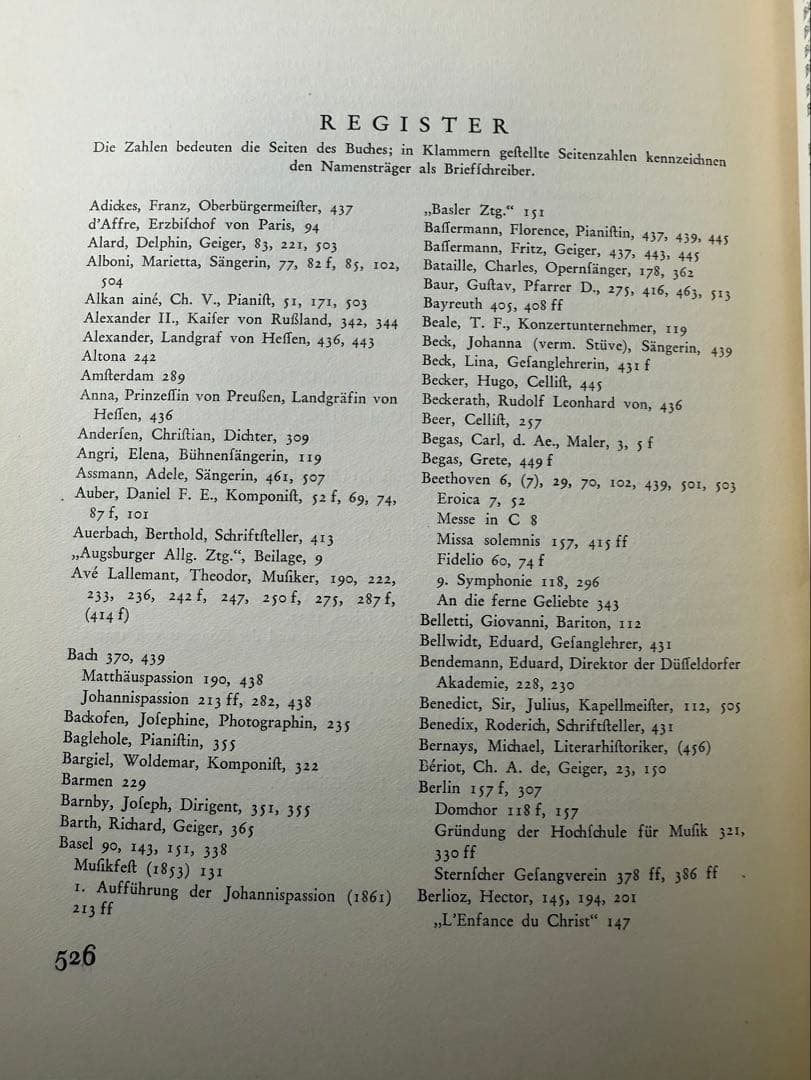 REGISTER
Die Zahlen bedeuten die Seiten des Buches; in Klammern geſtellte Seitenzahlen kennzeichnen
den Namensträger als Briefſchreiber.
Adickes, Franz, Oberbürgermeiſter, 437
d'Affre, Erzbiſchof von Paris, 94
Alard, Delphin, Geiger, 83, 221, 503
Alboni, Marietta, Sängerin, 77, 82 f, 85, 102,
504
Alkan ainé, Ch. V., Pianiſt, 51, 171, 503
Alexander II., Kaiſer von Rußland, 342, 344
Alexander, Landgraf von Heſſen, 436, 443
Altona 242
Amſterdam 289
Anna, Prinzeſſin von Preußen, Landgräfin von
Heſſen, 436
Anderſen, Chriſtian, Dichter, 309
Angri, Elena, Bühnenſängerin, 119
Assmann, Adele, Sängerin, 461, 507
Auber, Daniel F. E., Komponiſt, 52 f, 69, 74,
87 f, 101
Auerbach, Berthold, Schriftſteller, 413
„Augsburger Allg. Ztg.“, Beilage, 9
Avé Lallemant, Theodor, Muſiker, 190, 222,
233, 236, 242 f, 247, 250 f, 275, 287 f,
(414 f)
Bach 370, 439
Matthäuspassion 190, 438
Johannispassion 213 ff, 282, 438
Backofen, Joſephine, Photographin, 235
Baglehole, Pianiſtin, 355
Bargiel, Woldemar, Komponiſt, 322
Barmen 229
Barnby, Joſeph, Dirigent, 351, 355
Barth, Richard, Geiger, 365
Basel 90, 143, 151, 338
Muſikfeſt (1853) 131
1. Aufführung der Johannispassion (1861)
213 ff
526
„Basler Ztg.“ 151
Baſſermann, Florence, Pianiſtin, 437, 439, 445
Baſſermann, Fritz, Geiger, 437, 443, 445
Bataille, Charles, Opernſänger, 178, 362
Baur, Guſtav, Pfarrer D., 275, 416, 463, 513
Bayreuth 405, 408 ff
Beale, T. F., Konzertunternehmer, 119
Beck, Johanna (verm. Stüve), Sängerin, 439
Beck, Lina, Geſanglehrerin, 431 f
Becker, Hugo, Celliſt, 445
Beckerath, Rudolf Leonhard von, 436
Beer, Celliſt, 257
Begas, Carl, d. Ae., Maler, 3, 5 f
Begas, Grete, 449 f
Beethoven 6, (7), 29, 70, 102, 439, 501, 503
Eroica 7, 52
Messe in C 8
Missa solemnis 157, 415 ff
Fidelio 60, 74 f
9. Symphonie 118, 296
An die ferne Geliebte 343
Belletti, Giovanni, Bariton, 112
Bellwidt, Eduard, Geſanglehrer, 431
Bendemann, Eduard, Direktor der Düſſeldorfer
Akademie, 228, 230
Benedict, Sir, Julius, Kapellmeiſter, 112, 505
Benedix, Roderich, Schriftſteller, 431
Bernays, Michael, Literarhiſtoriker, (456)
Bériot, Ch. A. de, Geiger, 23, 150
Berlin 157 f, 307
Domchor 118 f, 157
Gründung der Hochſchule für Muſik 321,
330 ff
Sternſcher Geſangverein 378 ff, 386 ff
Berlioz, Hector, 145, 194, 201
„L'Enfance du Christ“ 147